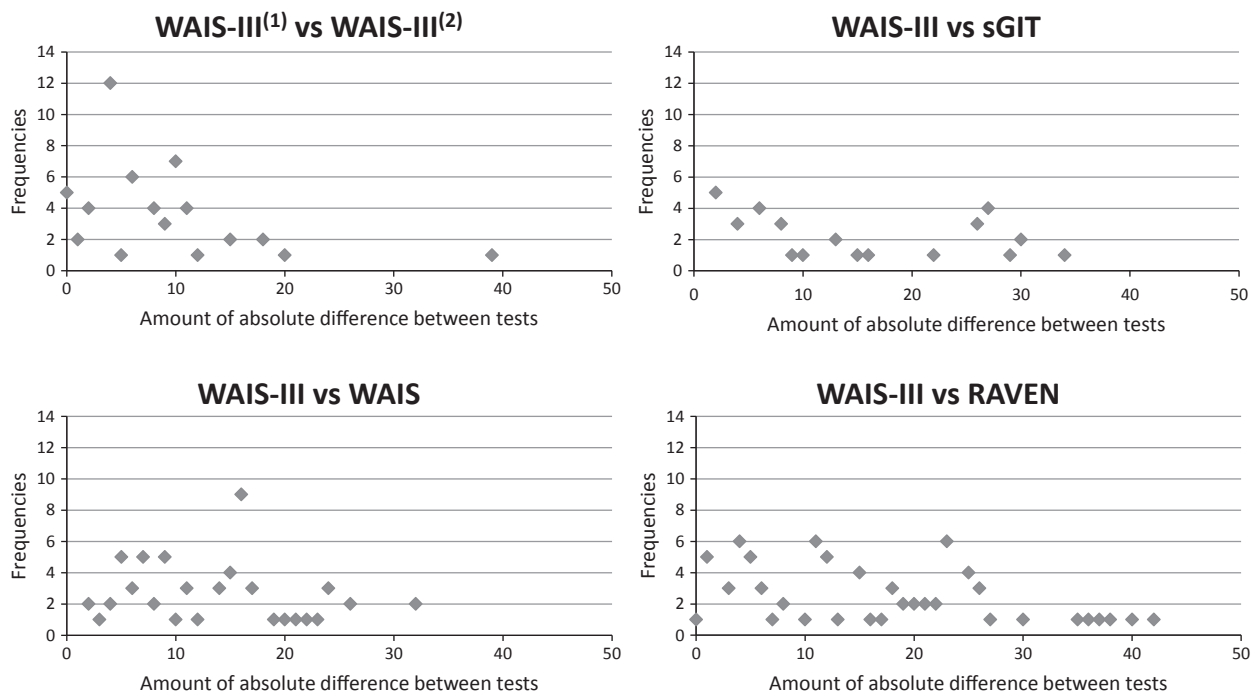 WAIS-III(1) vs WAIS-III(2)
14
12
10
8
6
4
2
0
Frequencies
0 10 20 30 40 50
Amount of absolute difference between tests
WAIS-III vs sGIT
14
12
10
8
6
4
2
0
Frequencies
0 10 20 30 40 50
Amount of absolute difference between tests
WAIS-III vs WAIS
14
12
10
8
6
4
2
0
Frequencies
0 10 20 30 40 50
Amount of absolute difference between tests
WAIS-III vs RAVEN
14
12
10
8
6
4
2
0
Frequencies
0 10 20 30 40 50
Amount of absolute difference between tests